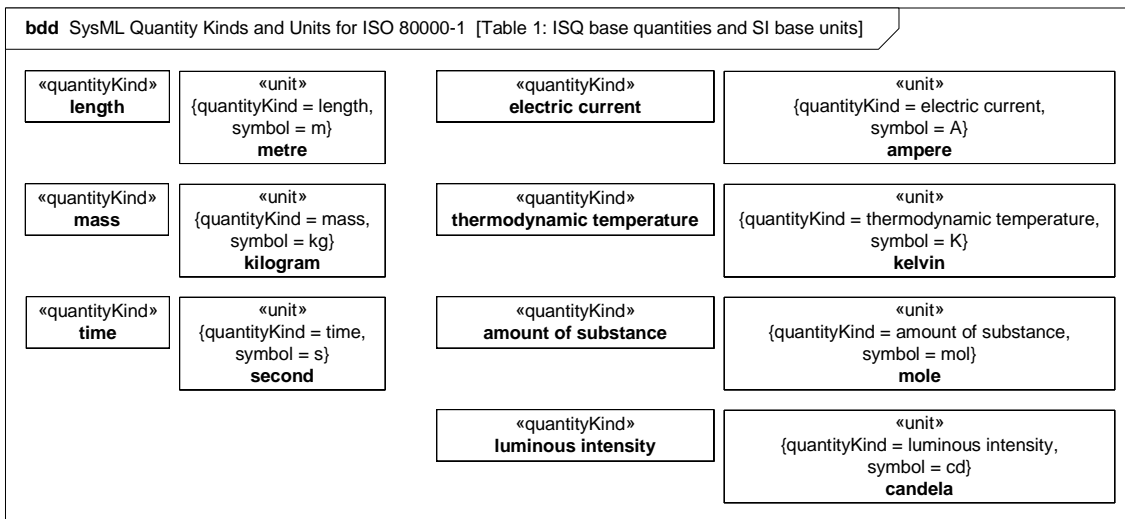 bdd SysML Quantity Kinds and Units for ISO 80000-1 [Table 1: ISQ base quantities and SI base units]
«quantityKind»
length
«unit»
{quantityKind = length,
symbol = m}
metre
«quantityKind»
electric current
«unit»
{quantityKind = electric current,
symbol = A}
ampere
«quantityKind»
mass
«unit»
{quantityKind = mass,
symbol = kg}
kilogram
«quantityKind»
thermodynamic temperature
«unit»
{quantityKind = thermodynamic temperature,
symbol = K}
kelvin
«quantityKind»
time
«unit»
{quantityKind = time,
symbol = s}
second
«quantityKind»
amount of substance
«unit»
{quantityKind = amount of substance,
symbol = mol}
mole
«quantityKind»
luminous intensity
«unit»
{quantityKind = luminous intensity,
symbol = cd}
candela